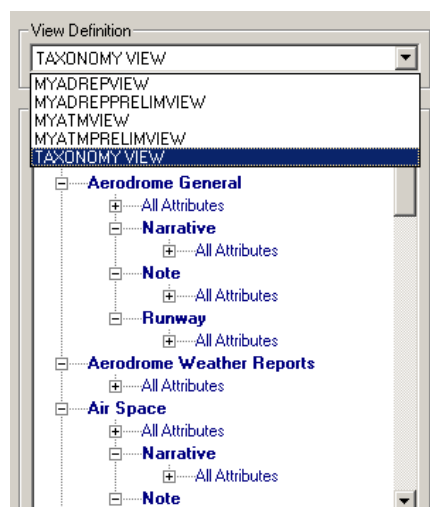 View Definition
TAXONOMY VIEW
MYADREPVIEW
MYADREPPRELIMVIEW
MYATMVIEW
MYATMPRELIMVIEW
TAXONOMY VIEW
Aerodrome General
All Attributes
Narrative
All Attributes
Note
All Attributes
Runway
All Attributes
Aerodrome Weather Reports
All Attributes
Air Space
All Attributes
Narrative
All Attributes
Note